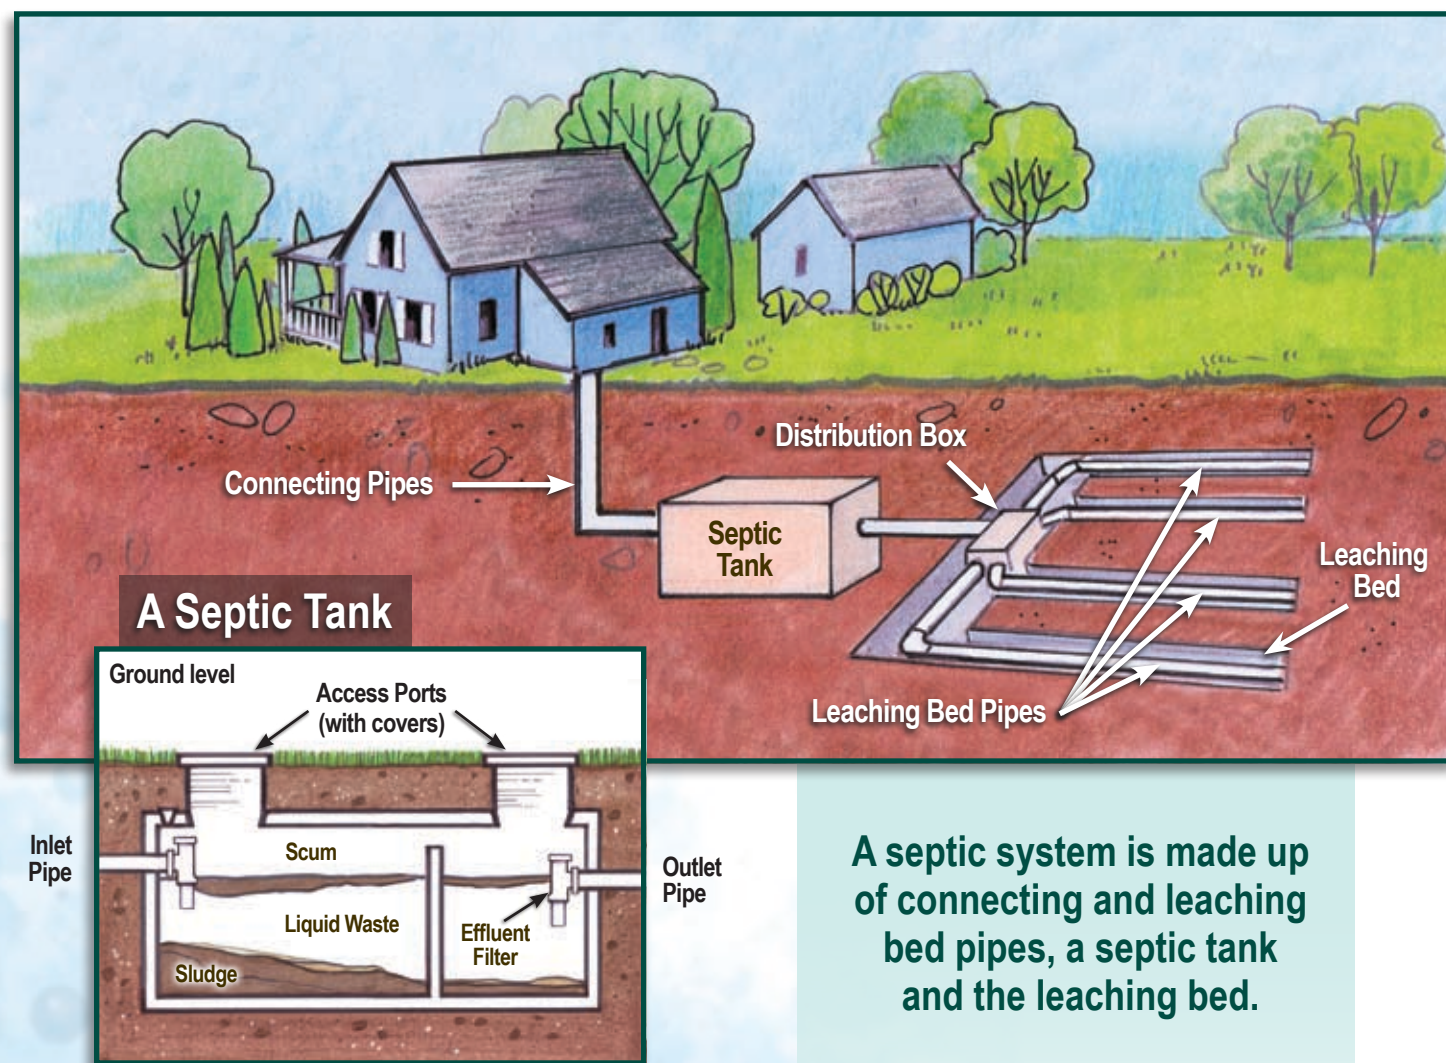 Distribution Box
Connecting Pipes
Septic
Tank
Leaching
Bed
Leaching Bed Pipes
A Septic Tank
Ground level
Access Ports
(with covers)
Inlet
Pipe
Scum
Outlet
Pipe
Liquid Waste
Effluent
Filter
Sludge
A septic system is made up
of connecting and leaching
bed pipes, a septic tank
and the leaching bed.